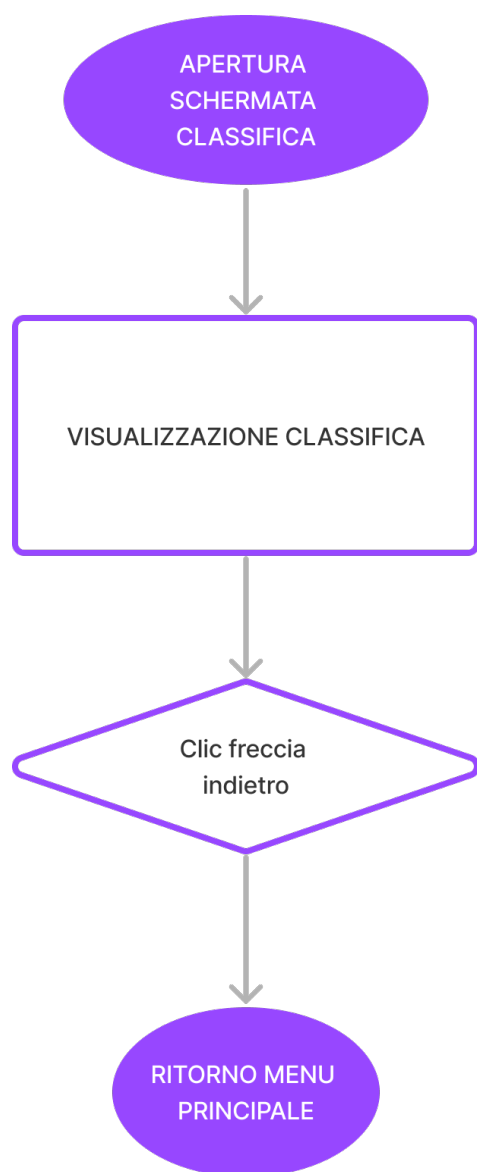 APERTURA
SCHERMATA
CLASSIFICA
VISUALIZZAZIONE CLASSIFICA
Clic freccia
indietro
RITORNO MENU
PRINCIPALE